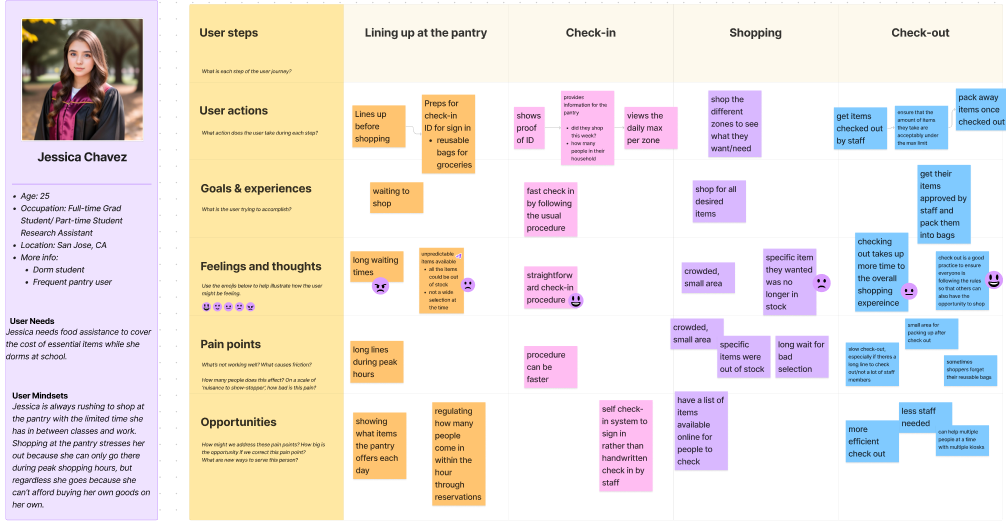 Jessica Chavez
• Age: 25
• Occupation: Full-time Grad
Student/ Part-time Student
Research Assistant
• Location: San Jose, CA
• More info:
• Dorm student
• Frequent pantry user
User Needs
Jessica needs food assistance to cover
the cost of essential items while she
dorms at school.
User Mindsets
Jessica is always rushing to shop at
the pantry with the limited time she
has in between classes and work.
Shopping at the pantry stresses her
out because she can only go there
during peak shopping hours, but
regardless she goes because she
can't afford buying her own goods on
her own.
User steps
What is each step of the user journey?
Lining up at the pantry
Check-in
Shopping
Check-out
User actions
What action does the user take during each step?
Lines up
before
shopping
Preps for
check-in
ID for sign in
• reusable
bags for
groceries
shows
proof
of ID
provides
information for the
pantry
• did they shop
this week?
• how many
people in their
household
views the
daily max
per zone
shop the
different
zones to see
what they
want/need
get items
checked out
by staff
ensure that the
amount of items
they take are
acceptably under
the max limit
pack away
items once
checked out
Goals & experiences
What is the user trying to accomplish?
waiting to
shop
fast check in
by following
the usual
procedure
shop for all
desired
items
get their
items
approved by
staff and
pack them
into bags
Feelings and thoughts
Use the emojis below to help illustrate how the user
might be feeling.
long waiting
times
unpredictable
items available
• all the items
could be out
of stock
• not a wide
selection at
the time
straightforw
ard check-in
procedure
crowded,
small area
specific item
they wanted
was no
longer in
stock
checking
out takes up
more time to
the overall
shopping
expereince
check out is a good
practice to ensure
everyone is
following the rules
so that others can
also have the
opportunity to shop
Pain points
What's not working well? What causes friction?
How many people does this affect? On a scale of
'nuisance to show-stopper', how bad is this pain?
long lines
during peak
hours
procedure
can be
faster
crowded,
small area
specific
items were
out of stock
long wait for
bad
selection
slow check-out,
especially if theres a
long line to check
out/not a lot of staff
members
small area for
packing up after
check out
sometimes
shoppers forget
their reusable bags
Opportunities
How might we address these pain points? How big is
the opportunity if we correct this pain point?
What are new ways to serve this person?
showing
what items
the pantry
offers each
day
regulating
how many
people
come in
within the
hour
through
reservations
self check-
in system to
sign in
rather than
handwritten
check in by
staff
have a list of
items
available
online for
people to
check
more
efficient
check out
less staff
needed
can help multiple
people at a time
with multiple kiosks